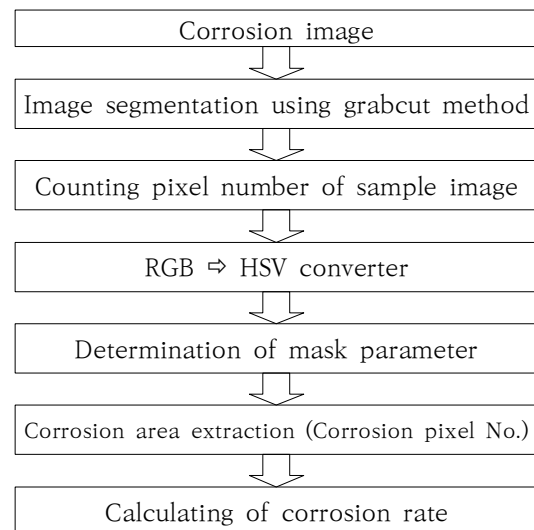 Corrosion image
Image segmentation using grabcut method
Counting pixel number of sample image
RGB ⇨ HSV converter
Determination of mask parameter
Corrosion area extraction (Corrosion pixel No.)
Calculating of corrosion rate